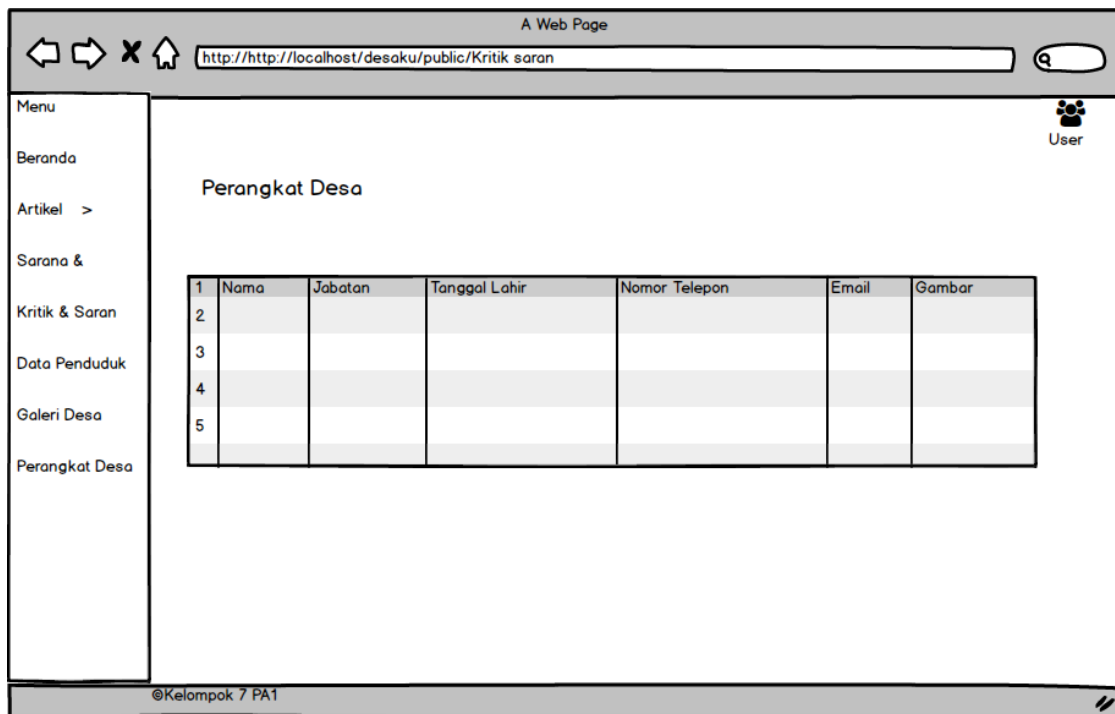 A Web Page
http://http://localhost/desaku/public/Kritik saran
Menu
Beranda
Artikel >
Sarana &
Kritik & Saran
Data Penduduk
Galeri Desa
Perangkat Desa
User
Perangkat Desa
1 Nama Jabatan Tanggal Lahir Nomor Telepon Email Gambar
2
3
4
5
©Kelompok 7 PA1